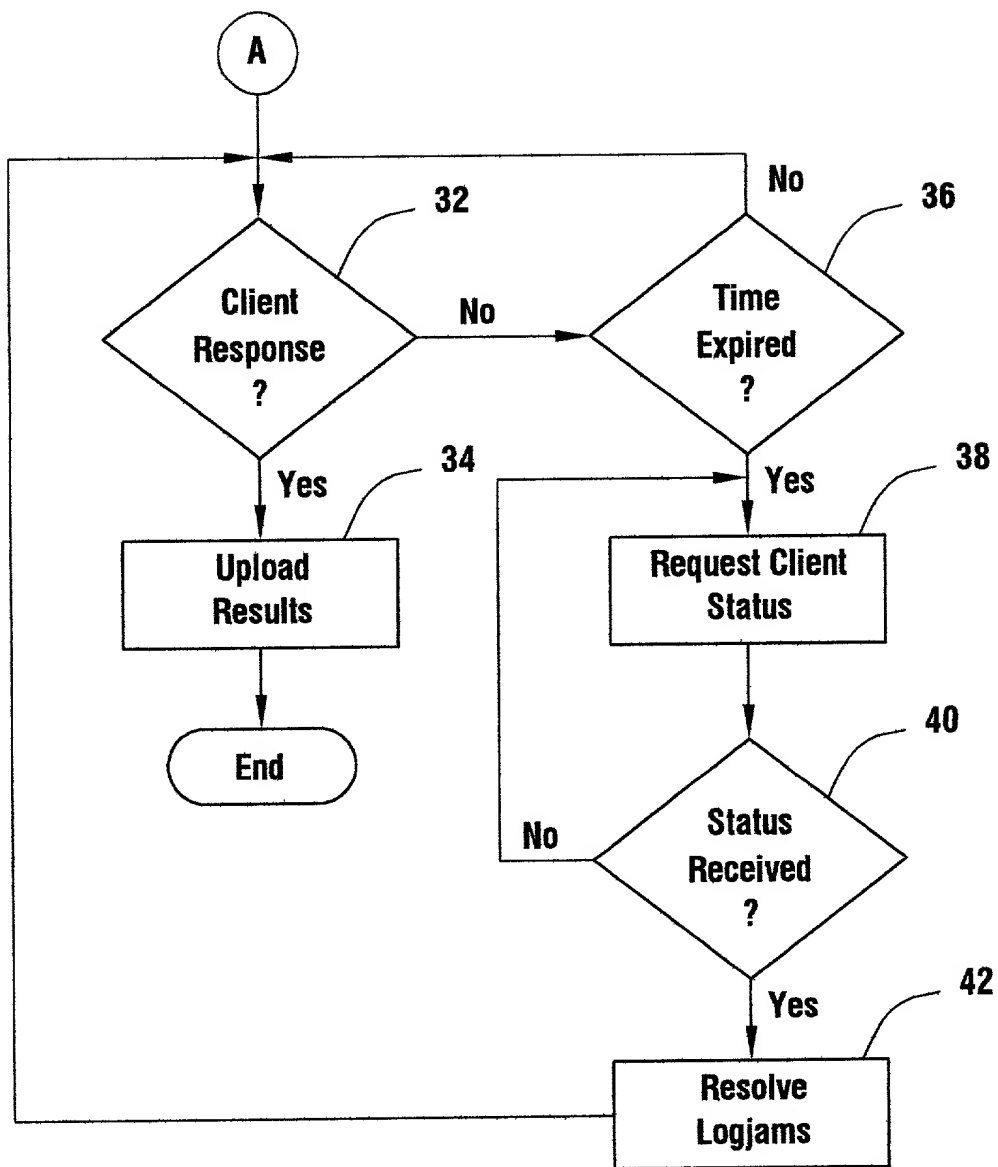 A
No
32
36
Client
Response
?
No
Time
Expired
?
Yes
34
Yes
38
Upload
Results
Request Client
Status
End
40
No
Status
Received
?
Yes
42
Resolve
Logjams